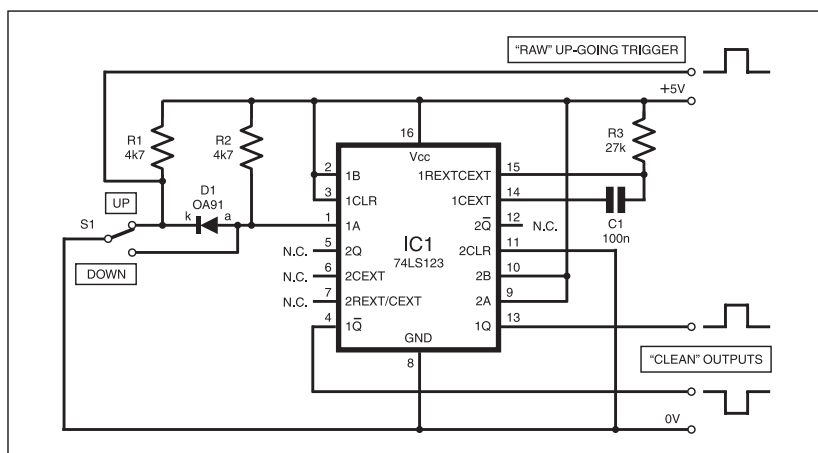 “RAW” UP-GOING TRIGGER
+5V
R1
4k7
R2
4k7
R3
27k
16
Vcc
2
1B
3
1CLR
1
1A
N.C.
5
2Q
N.C.
6
2CEXT
N.C.
7
2REXT/CEXT
4
1Q̅
15
1REXTCEXT
14
1CEXT
12
2Q̅
N.C.
11
2CLR
10
2B
9
2A
13
1Q
IC1
74LS123
GND
8
C1
100n
D1
OA91
k
a
UP
S1
DOWN
“CLEAN” OUTPUTS
0V